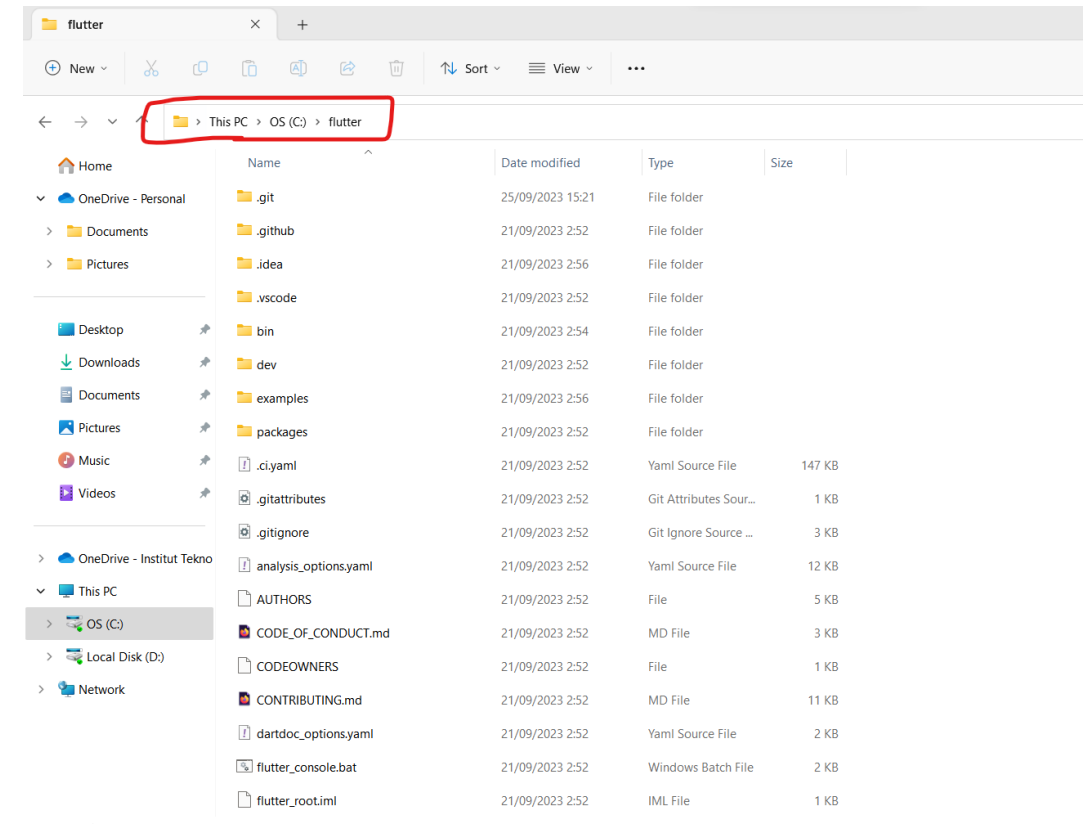 flutter
New
Sort
View
This PC > OS (C:) > flutter
Home
OneDrive - Personal
Documents
Pictures
Desktop
Downloads
Documents
Pictures
Music
Videos
OneDrive - Institut Tekno
This PC
OS (C:)
Local Disk (D:)
Network
Name Date modified Type Size
.git 25/09/2023 15:21 File folder
.github 21/09/2023 2:52 File folder
.idea 21/09/2023 2:56 File folder
.vscode 21/09/2023 2:52 File folder
bin 21/09/2023 2:54 File folder
dev 21/09/2023 2:52 File folder
examples 21/09/2023 2:56 File folder
packages 21/09/2023 2:52 File folder
.ci.yaml 21/09/2023 2:52 Yaml Source File 147 KB
.gitattributes 21/09/2023 2:52 Git Attributes Sour... 1 KB
.gitignore 21/09/2023 2:52 Git Ignore Source ... 3 KB
analysis_options.yaml 21/09/2023 2:52 Yaml Source File 12 KB
AUTHORS 21/09/2023 2:52 File 5 KB
CODE_OF_CONDUCT.md 21/09/2023 2:52 MD File 3 KB
CODEOWNERS 21/09/2023 2:52 File 1 KB
CONTRIBUTING.md 21/09/2023 2:52 MD File 11 KB
dartdoc_options.yaml 21/09/2023 2:52 Yaml Source File 2 KB
flutter_console.bat 21/09/2023 2:52 Windows Batch File 2 KB
flutter_root.iml 21/09/2023 2:52 IML File 1 KB